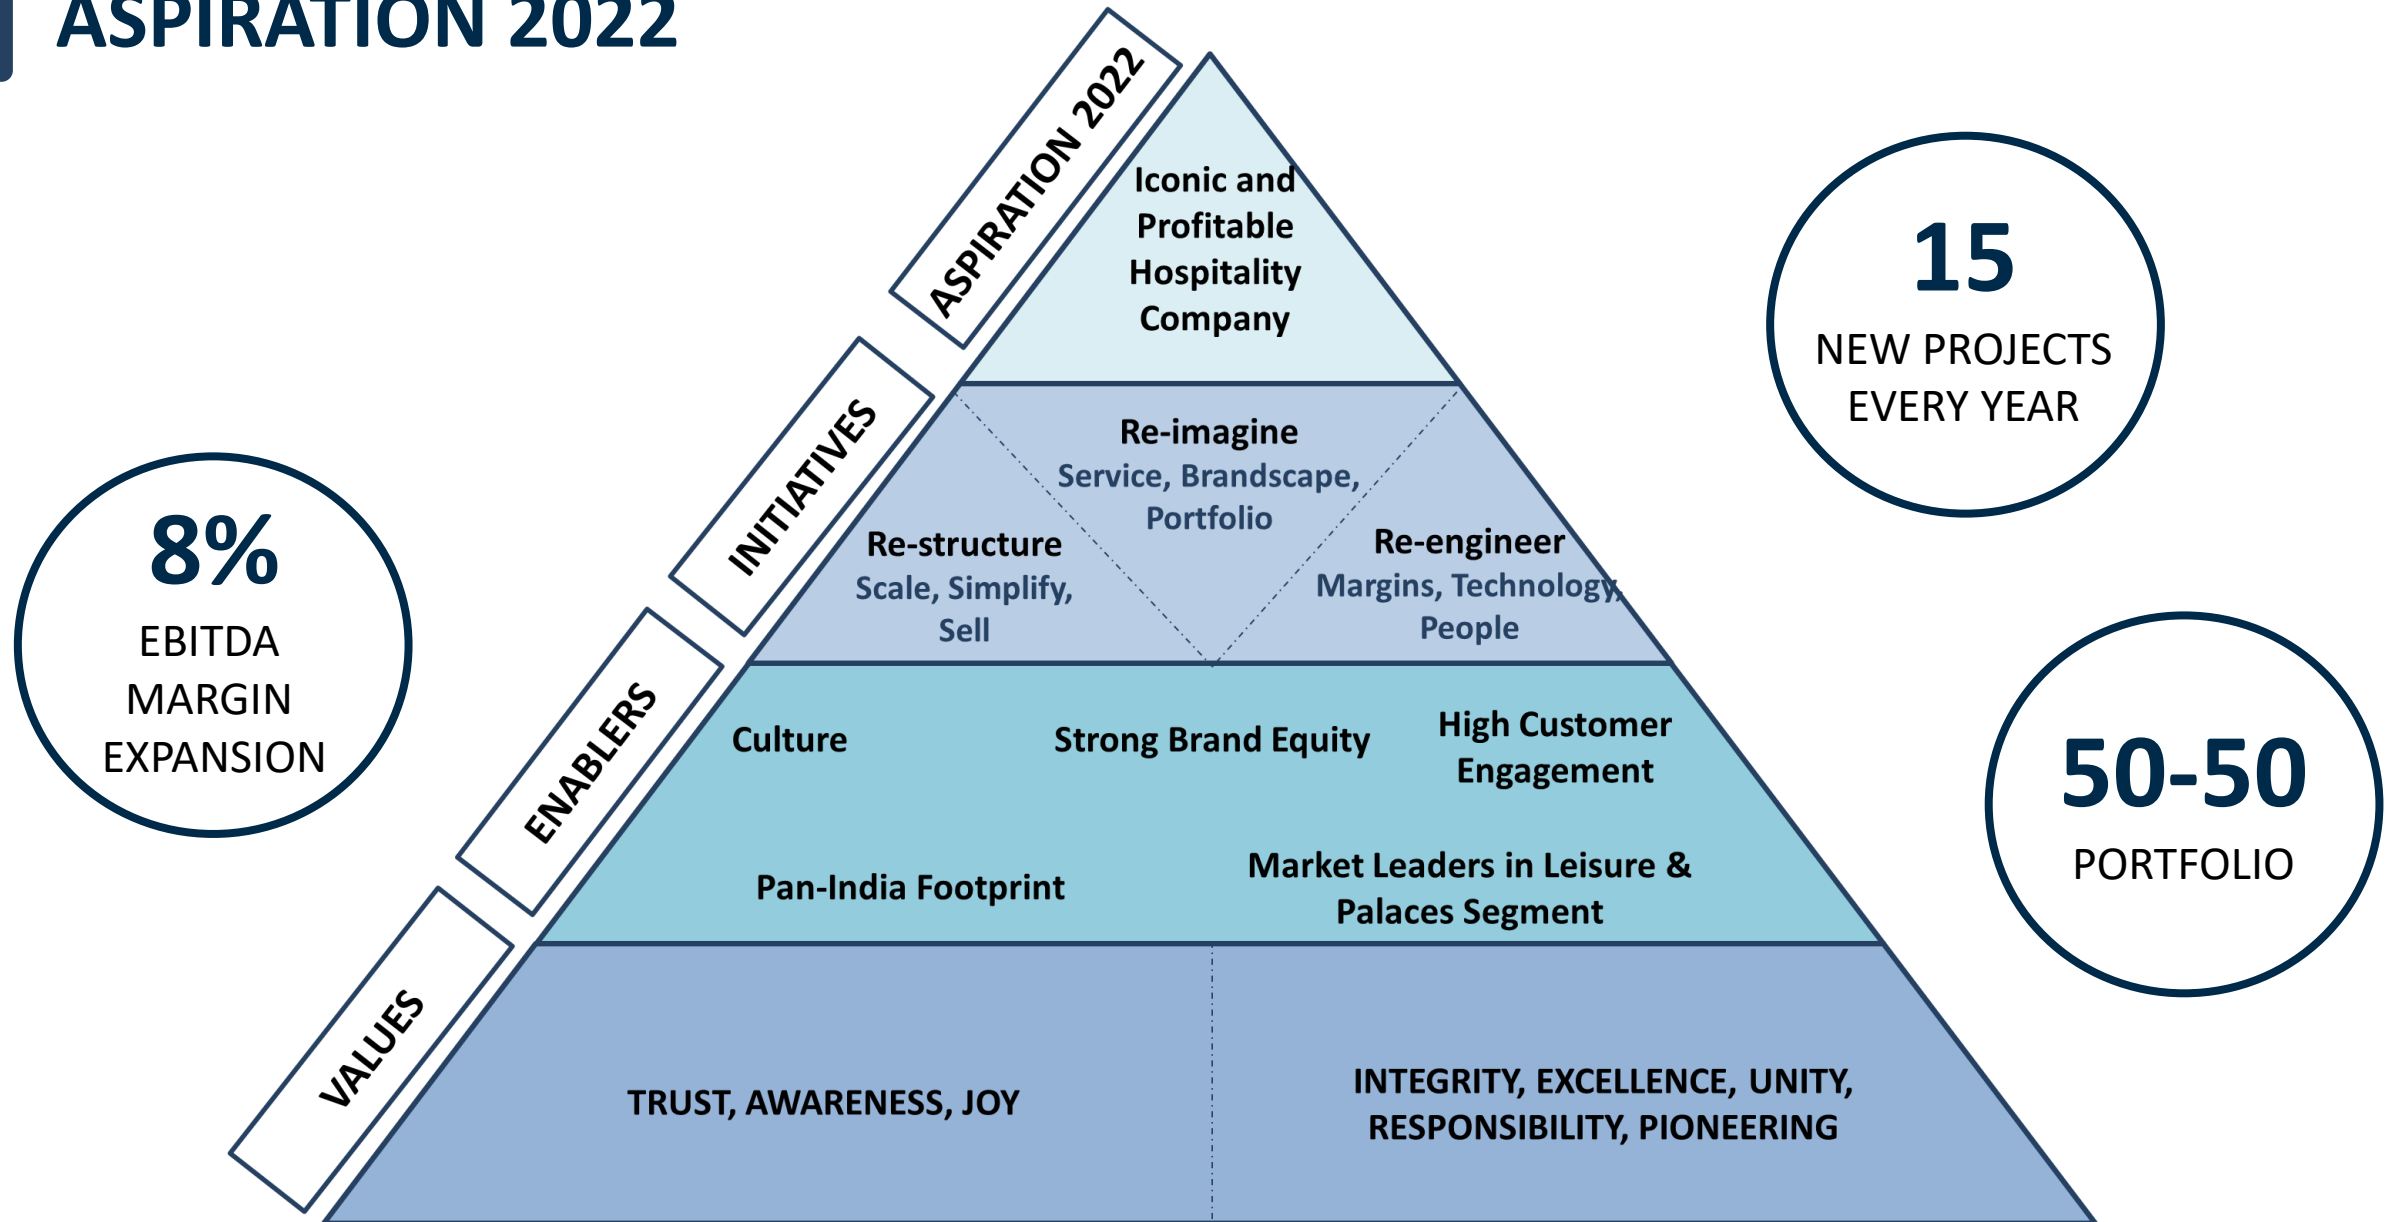 ASPIRATION 2022
ASPIRATION 2022
Iconic and
Profitable
Hospitality
Company
INITIATIVES
Re-imagine
Service, Brandscape,
Portfolio
Re-structure
Scale, Simplify,
Sell
Re-engineer
Margins, Technology,
People
ENABLERS
Culture
Strong Brand Equity
High Customer
Engagement
Pan-India Footprint
Market Leaders in Leisure &
Palaces Segment
VALUES
TRUST, AWARENESS, JOY
INTEGRITY, EXCELLENCE, UNITY,
RESPONSIBILITY, PIONEERING
8%
EBITDA
MARGIN
EXPANSION
15
NEW PROJECTS
EVERY YEAR
50-50
PORTFOLIO